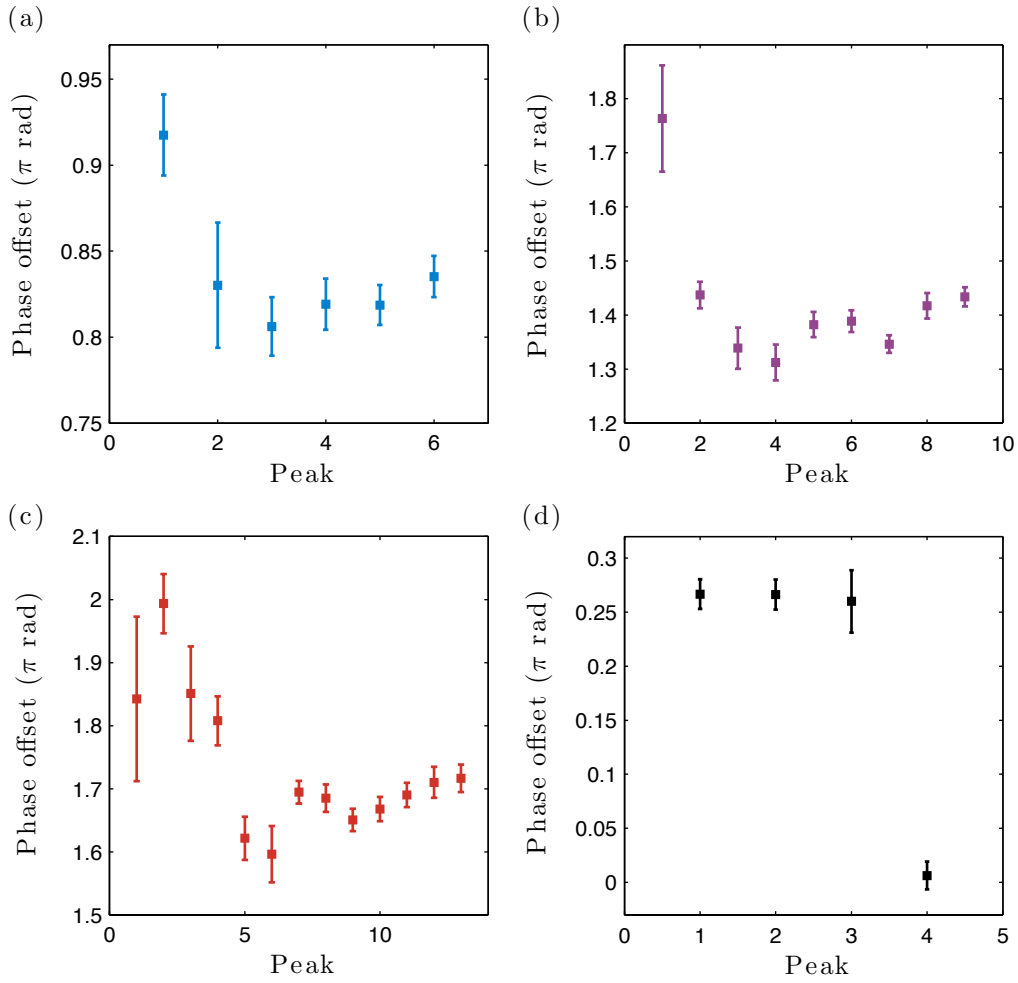 (a)
Phase offset (π rad)
0.95
0.9
0.85
0.8
0.75
0 2 4 6
Peak
(b)
Phase offset (π rad)
1.8
1.7
1.6
1.5
1.4
1.3
1.2
0 2 4 6 8 10
Peak
(c)
Phase offset (π rad)
2.1
2
1.9
1.8
1.7
1.6
1.5
0 5 10
Peak
(d)
Phase offset (π rad)
0.3
0.25
0.2
0.15
0.1
0.05
0
0 1 2 3 4 5
Peak